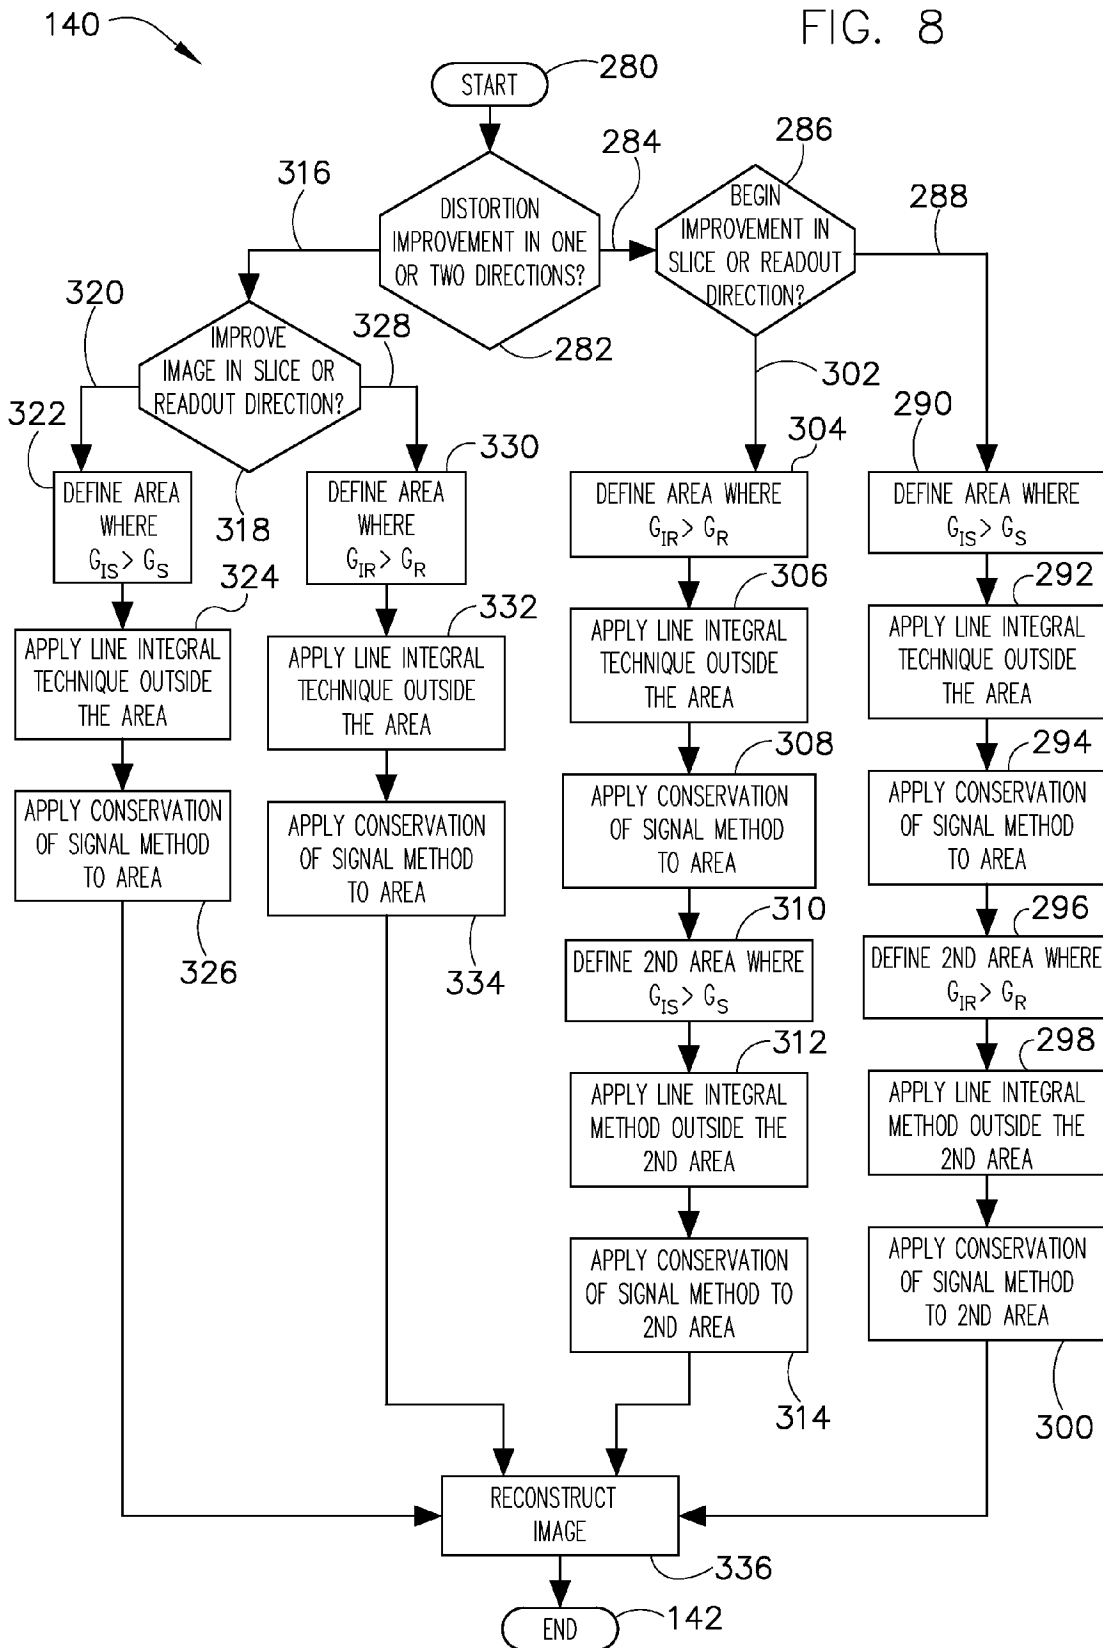 140
FIG. 8
START
280
286
284
316
288
DISTORTION
IMPROVEMENT IN ONE
OR TWO DIRECTIONS?
BEGIN
IMPROVEMENT IN
SLICE OR READOUT
DIRECTION?
320
328
282
302
IMPROVE
IMAGE IN SLICE OR
READOUT DIRECTION?
322
330
304
290
318
DEFINE AREA
WHERE
G_IS > G_S
DEFINE AREA
WHERE
G_IR > G_R
DEFINE AREA WHERE
G_IR > G_R
DEFINE AREA WHERE
G_IS > G_S
324
332
306
292
APPLY LINE INTEGRAL
TECHNIQUE OUTSIDE
THE AREA
APPLY LINE INTEGRAL
TECHNIQUE OUTSIDE
THE AREA
APPLY LINE INTEGRAL
TECHNIQUE OUTSIDE
THE AREA
APPLY LINE INTEGRAL
TECHNIQUE OUTSIDE
THE AREA
308
294
APPLY CONSERVATION
OF SIGNAL METHOD
TO AREA
APPLY CONSERVATION
OF SIGNAL METHOD
TO AREA
APPLY CONSERVATION
OF SIGNAL METHOD
TO AREA
APPLY CONSERVATION
OF SIGNAL METHOD
TO AREA
326
334
310
296
DEFINE 2ND AREA WHERE
G_IS > G_S
DEFINE 2ND AREA WHERE
G_IR > G_R
312
298
APPLY LINE INTEGRAL
METHOD OUTSIDE THE
2ND AREA
APPLY LINE INTEGRAL
METHOD OUTSIDE THE
2ND AREA
APPLY CONSERVATION
OF SIGNAL METHOD TO
2ND AREA
APPLY CONSERVATION
OF SIGNAL METHOD
TO 2ND AREA
314
300
RECONSTRUCT
IMAGE
336
END
142